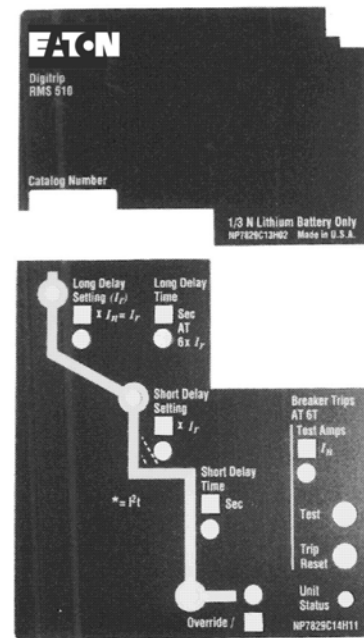 EATON
Digitrip
RMS 510
Catalog Number
1/3 N Lithium Battery Only
NP7829C13H02 Made in U.S.A.
Long Delay
Setting (Ir)
x In = Ir
Long Delay
Time
Sec
AT
6x Ir
Short Delay
Setting
x Ir
*= I²t
Short Delay
Time
Sec
Breaker Trips
AT 6T
Test Amps
In
Test
Trip
Reset
Unit
Status
Override /
NP7829C14H11